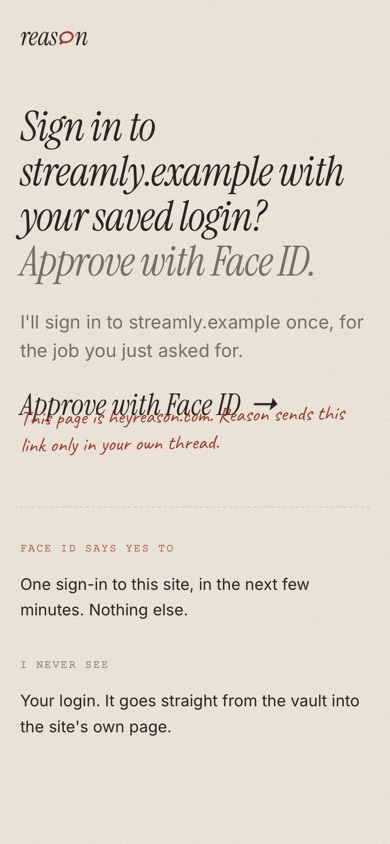 reason
Sign in to
streamly.example with
your saved login?
Approve with Face ID.
I'll sign in to streamly.example once, for
the job you just asked for.
Approve with Face ID →
This page is heyreason.com. Reason sends this
link only in your own thread.
FACE ID SAYS YES TO
One sign-in to this site, in the next few
minutes. Nothing else.
I NEVER SEE
Your login. It goes straight from the vault into
the site's own page.